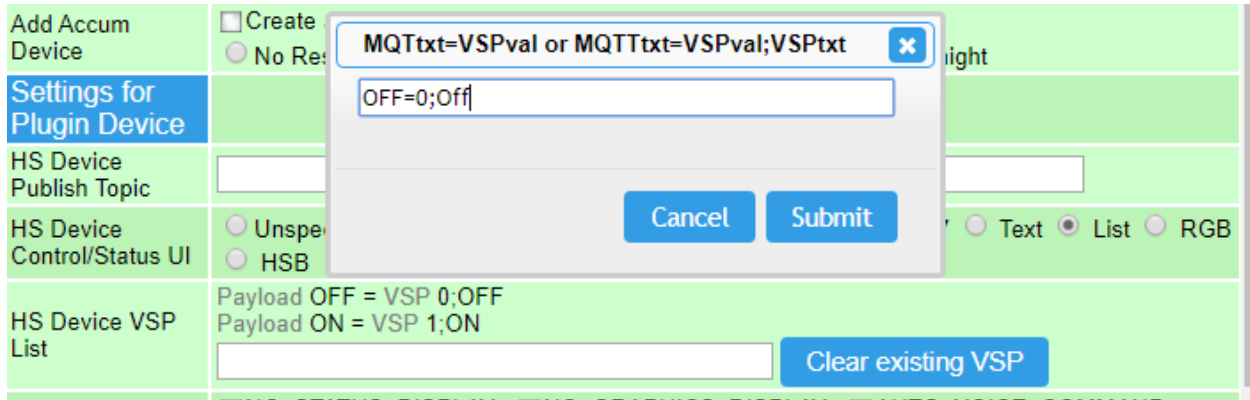 Add Accum
Device
Create
No Res
MQTtxt=VSPval or MQTTtxt=VSPval;VSPtxt
OFF=0;Off
Cancel
Submit
Settings for
Plugin Device
HS Device
Publish Topic
HS Device
Control/Status UI
Text
List
RGB
HSB
HS Device VSP
List
Payload OFF = VSP 0;OFF
Payload ON = VSP 1;ON
Clear existing VSP